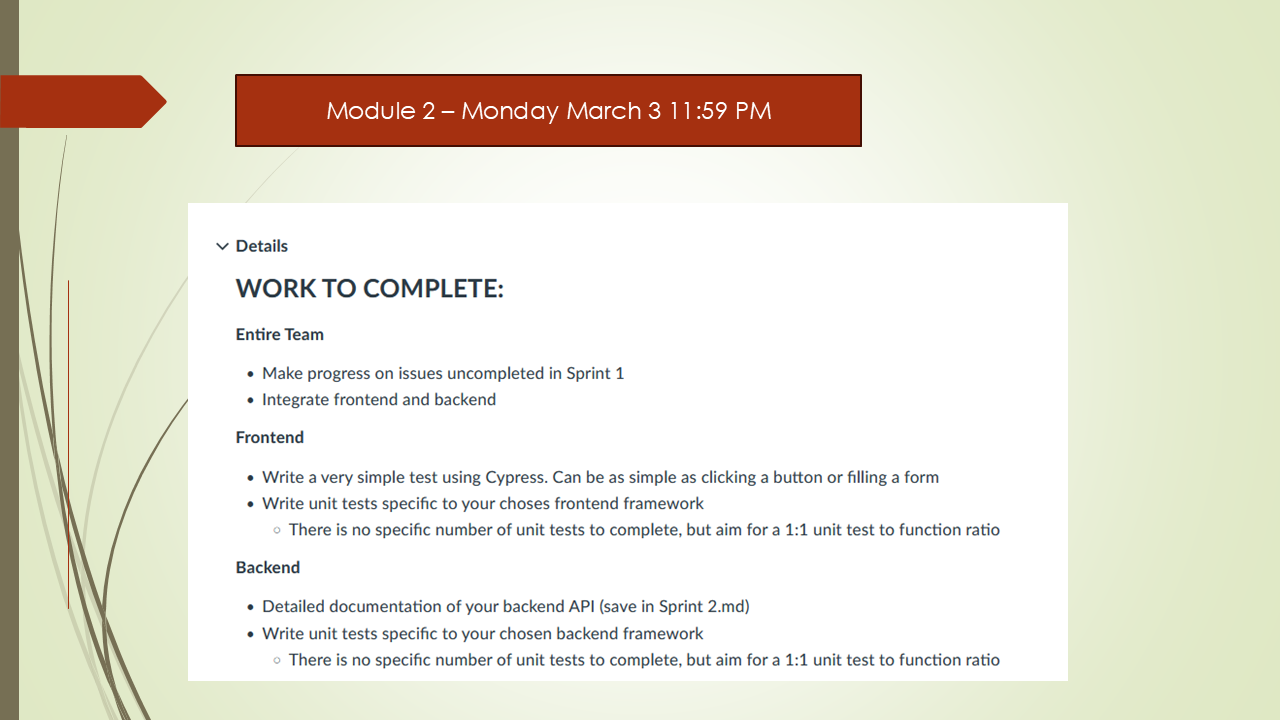 Module 2 – Monday March 3 11:59 PM
Details
WORK TO COMPLETE:
Entire Team
• Make progress on issues uncompleted in Sprint 1
• Integrate frontend and backend
Frontend
• Write a very simple test using Cypress. Can be as simple as clicking a button or filling a form
• Write unit tests specific to your choses frontend framework
○ There is no specific number of unit tests to complete, but aim for a 1:1 unit test to function ratio
Backend
• Detailed documentation of your backend API (save in Sprint 2.md)
• Write unit tests specific to your chosen backend framework
○ There is no specific number of unit tests to complete, but aim for a 1:1 unit test to function ratio